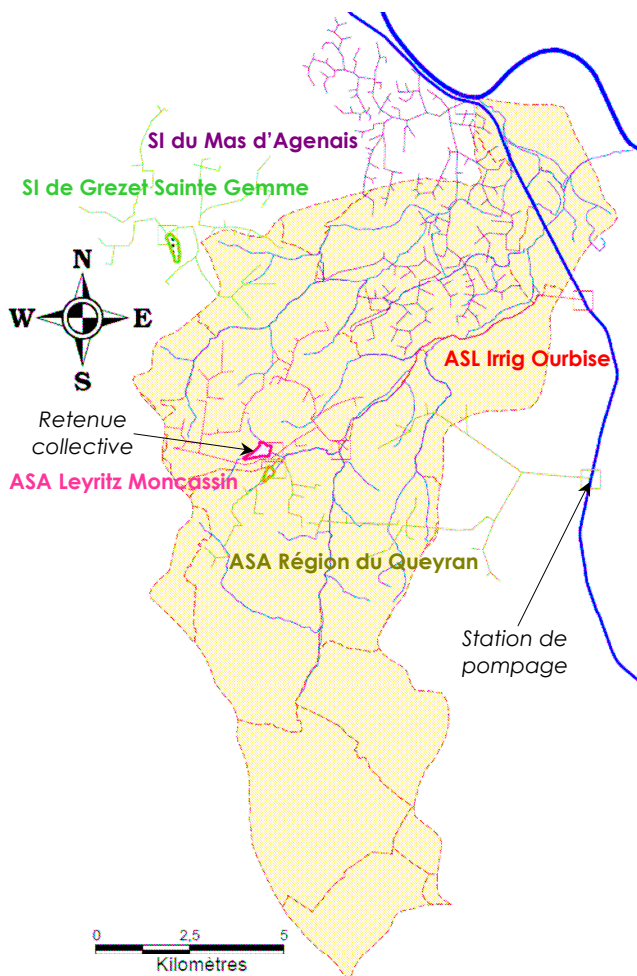 SI du Mas d'Agenais
SI de Grezet Sainte Gemme
N
W E
S
ASL Irrig Ourbise
Retenue
collective
ASA Leyritz Moncassin
ASA Région du Queyran
Station de
pompage
0 2,5 5
Kilomètres